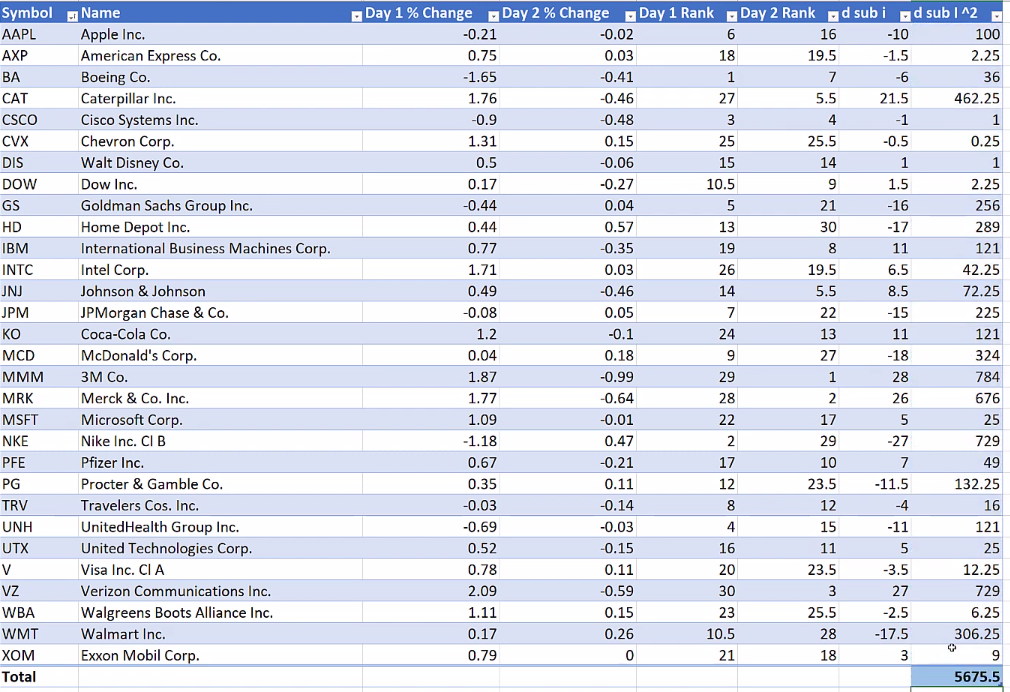 Symbol Name Day 1 % Change Day 2 % Change Day 1 Rank Day 2 Rank d sub i d sub I ^2
AAPL Apple Inc. -0.21 -0.02 6 16 -10 100
AXP American Express Co. 0.75 0.03 18 19.5 -1.5 2.25
BA Boeing Co. -1.65 -0.41 1 7 -6 36
CAT Caterpillar Inc. 1.76 -0.46 27 5.5 21.5 462.25
CSCO Cisco Systems Inc. -0.9 -0.48 3 4 -1 1
CVX Chevron Corp. 1.31 0.15 25 25.5 -0.5 0.25
DIS Walt Disney Co. 0.5 -0.06 15 14 1 1
DOW Dow Inc. 0.17 -0.27 10.5 9 1.5 2.25
GS Goldman Sachs Group Inc. -0.44 0.04 5 21 -16 256
HD Home Depot Inc. 0.44 0.57 13 30 -17 289
IBM International Business Machines Corp. 0.77 -0.35 19 8 11 121
INTC Intel Corp. 1.71 0.03 26 19.5 6.5 42.25
JNJ Johnson & Johnson 0.49 -0.46 14 5.5 8.5 72.25
JPM JPMorgan Chase & Co. -0.08 0.05 7 22 -15 225
KO Coca-Cola Co. 1.2 -0.1 24 13 11 121
MCD McDonald's Corp. 0.04 0.18 9 27 -18 324
MMM 3M Co. 1.87 -0.99 29 1 28 784
MRK Merck & Co. Inc. 1.77 -0.64 28 2 26 676
MSFT Microsoft Corp. 1.09 -0.01 22 17 5 25
NKE Nike Inc. Cl B -1.18 0.47 2 29 -27 729
PFE Pfizer Inc. 0.67 -0.21 17 10 7 49
PG Procter & Gamble Co. 0.35 0.11 12 23.5 -11.5 132.25
TRV Travelers Cos. Inc. -0.03 -0.14 8 12 -4 16
UNH UnitedHealth Group Inc. -0.69 -0.03 4 15 -11 121
UTX United Technologies Corp. 0.52 -0.15 16 11 5 25
V Visa Inc. Cl A 0.78 0.11 20 23.5 -3.5 12.25
VZ Verizon Communications Inc. 2.09 -0.59 30 3 27 729
WBA Walgreens Boots Alliance Inc. 1.11 0.15 23 25.5 -2.5 6.25
WMT Walmart Inc. 0.17 0.26 10.5 28 -17.5 306.25
XOM Exxon Mobil Corp. 0.79 0 21 18 3 9
Total 5675.5